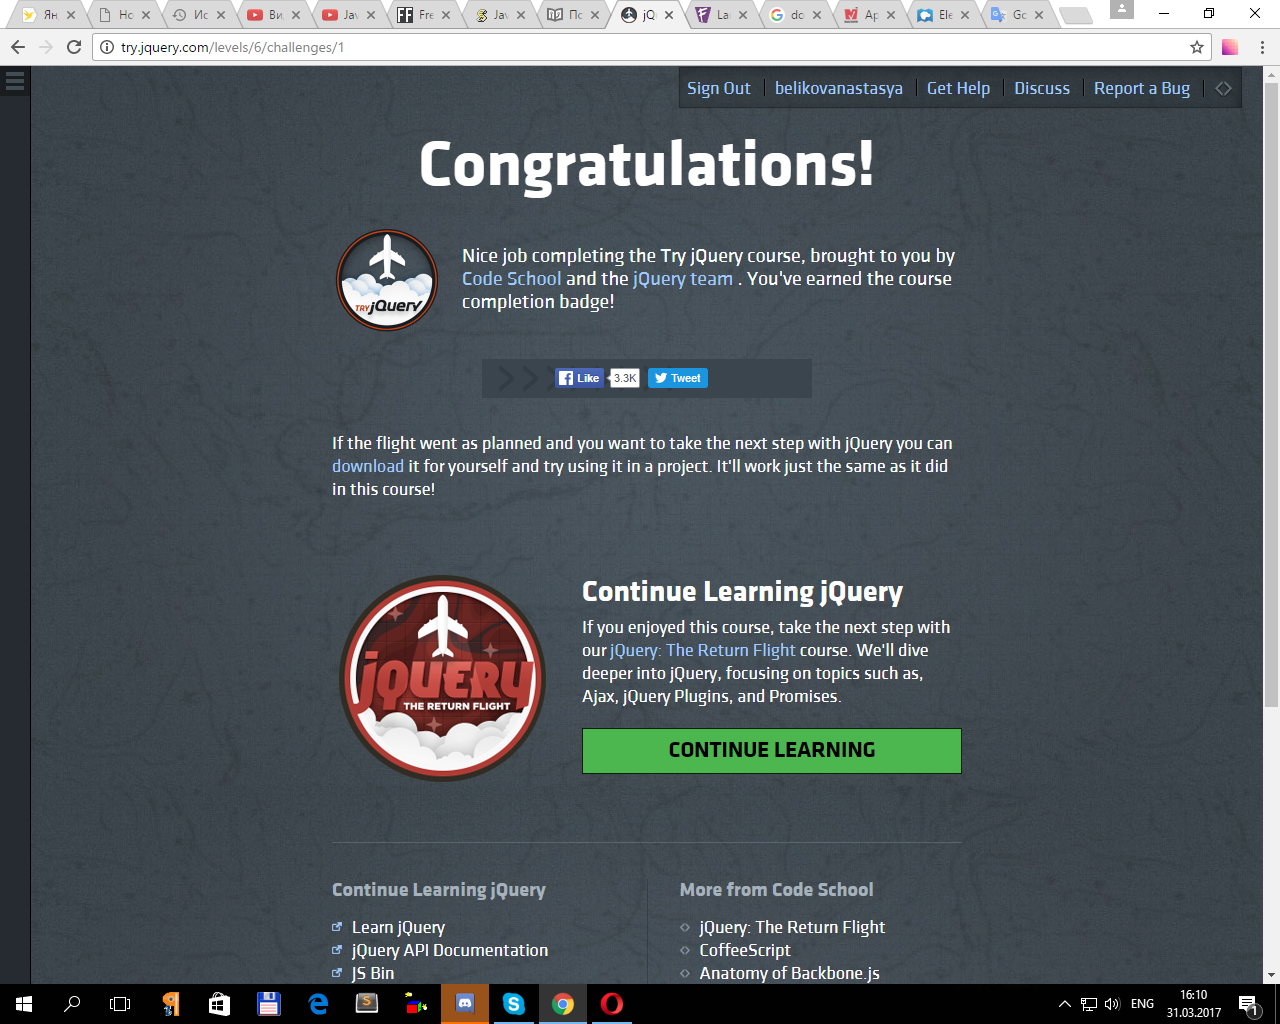 Ян
Но
Ис
Ви
Jav
Fre
Jav
По
jQ
La
do
Ap
Ele
Go
try.jquery.com/levels/6/challenges/1
Sign Out belikovanastasya Get Help Discuss Report a Bug
Congratulations!
TRY jQuery
Nice job completing the Try jQuery course, brought to you by
Code School and the jQuery team . You've earned the course
completion badge!
Like 3.3K Tweet
If the flight went as planned and you want to take the next step with jQuery you can
download it for yourself and try using it in a project. It'll work just the same as it did
in this course!
jQUERY
THE RETURN FLIGHT
Continue Learning jQuery
If you enjoyed this course, take the next step with
our jQuery: The Return Flight course. We'll dive
deeper into jQuery, focusing on topics such as,
Ajax, jQuery Plugins, and Promises.
CONTINUE LEARNING
Continue Learning jQuery
Learn jQuery
jQuery API Documentation
JS Bin
More from Code School
jQuery: The Return Flight
CoffeeScript
Anatomy of Backbone.js
ENG
16:10
31.03.2017
1